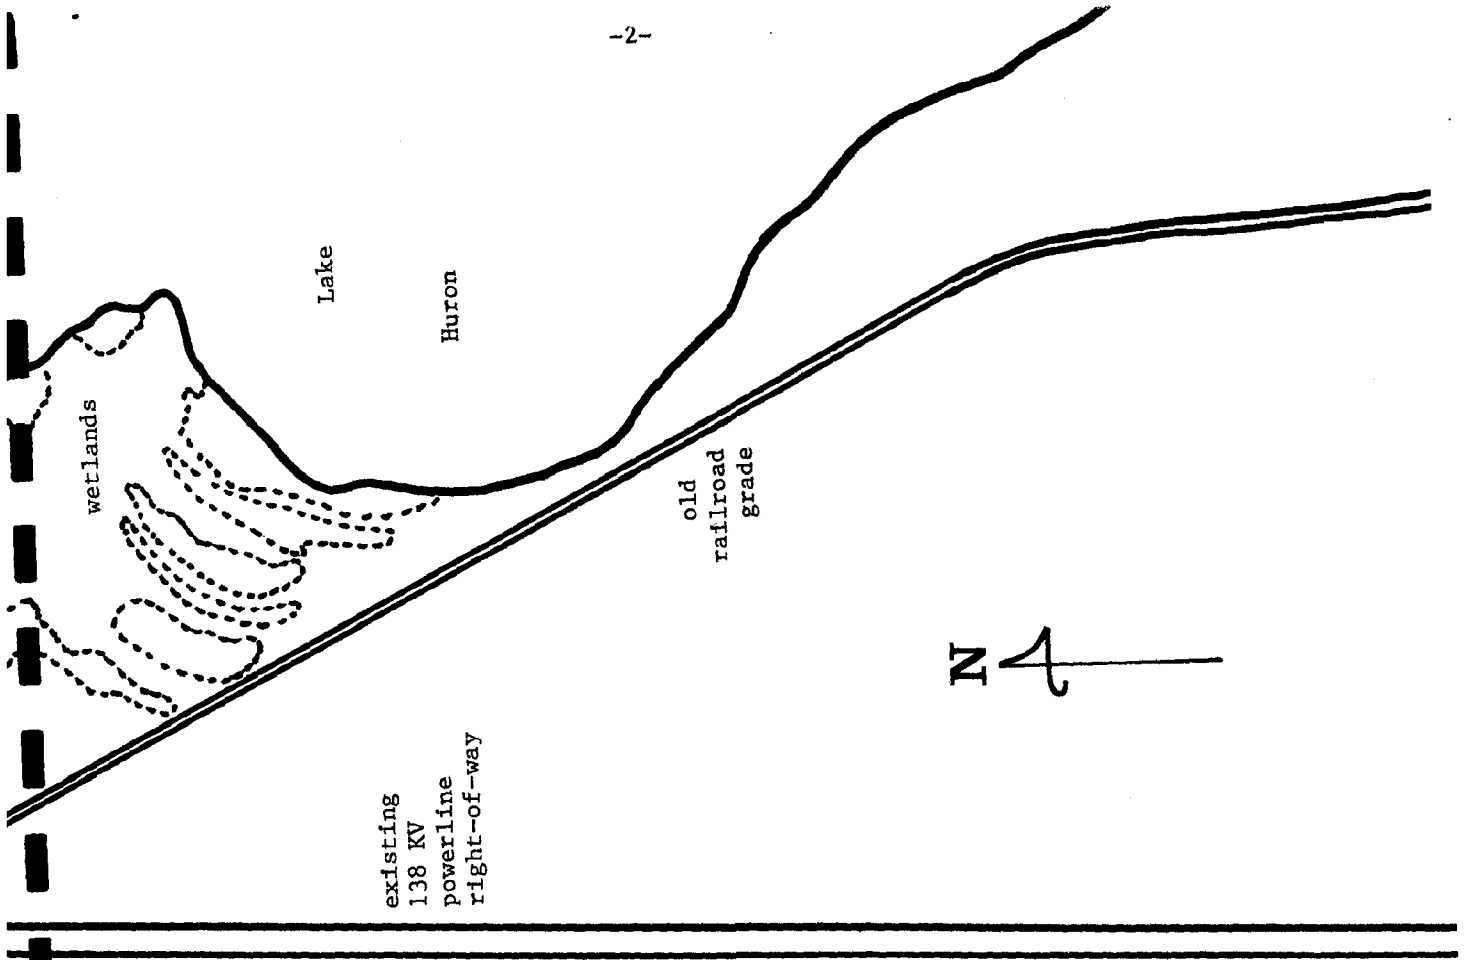 -2-
Lake
Huron
wetlands
old
railroad
grade
existing
138 KV
powerline
right-of-way
N